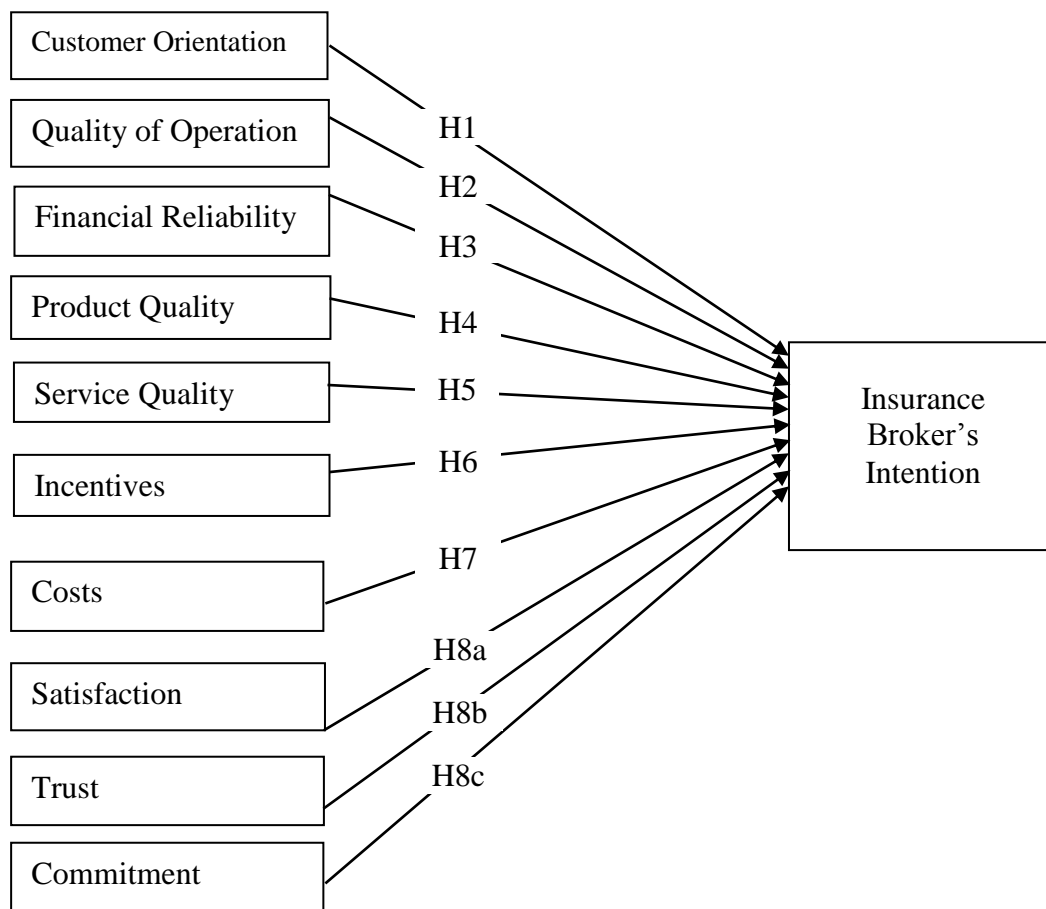 Customer Orientation
Quality of Operation
Financial Reliability
Product Quality
Service Quality
Incentives
Costs
Satisfaction
Trust
Commitment
H1
H2
H3
H4
H5
H6
H7
H8a
H8b
H8c
Insurance
Broker’s
Intention